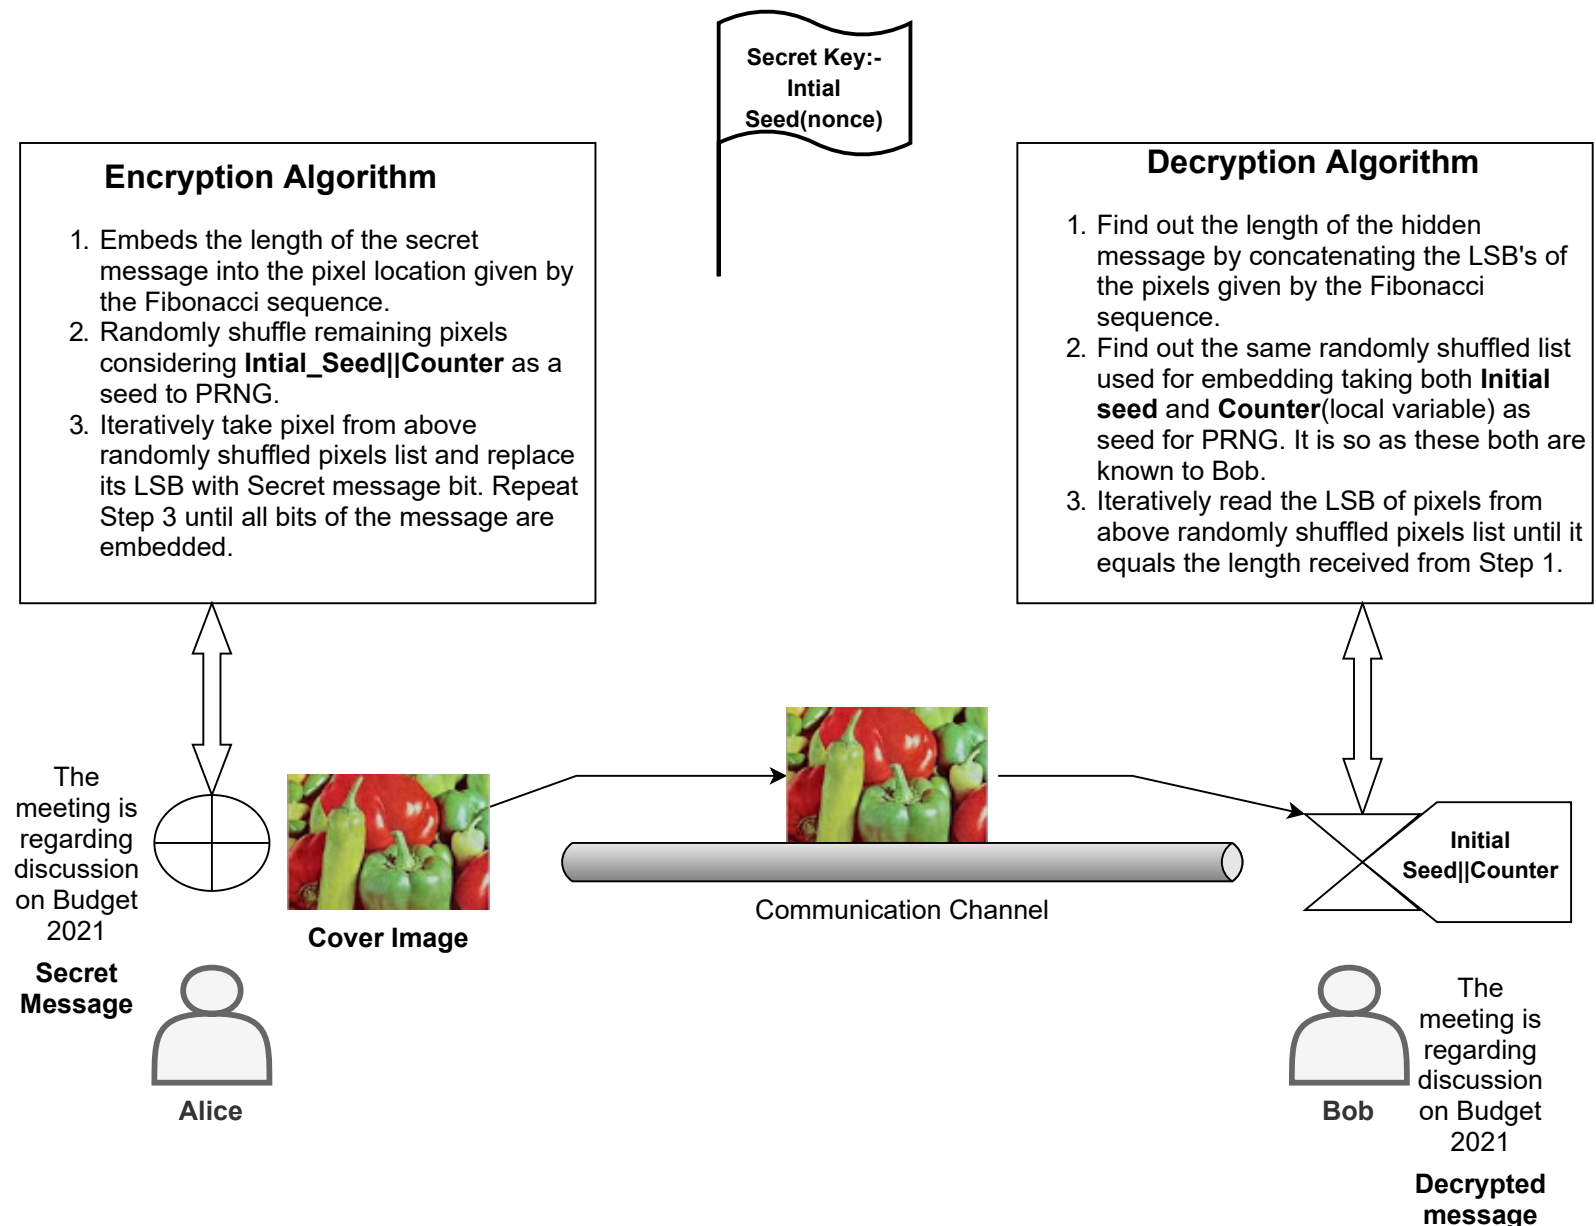 Secret Key:-
Intial
Seed(nonce)
Encryption Algorithm
1. Embeds the length of the secret
message into the pixel location given by
the Fibonacci sequence.
2. Randomly shuffle remaining pixels
considering Intial_Seed||Counter as a
seed to PRNG.
3. Iteratively take pixel from above
randomly shuffled pixels list and replace
its LSB with Secret message bit. Repeat
Step 3 until all bits of the message are
embedded.
Decryption Algorithm
1. Find out the length of the hidden
message by concatenating the LSB's of
the pixels given by the Fibonacci
sequence.
2. Find out the same randomly shuffled list
used for embedding taking both Initial
seed and Counter(local variable) as
seed for PRNG. It is so as these both are
known to Bob.
3. Iteratively read the LSB of pixels from
above randomly shuffled pixels list until it
equals the length received from Step 1.
The
meeting is
regarding
discussion
on Budget
2021
Secret
Message
Alice
Cover Image
Communication Channel
Initial
Seed||Counter
Bob
The
meeting is
regarding
discussion
on Budget
2021
Decrypted
message